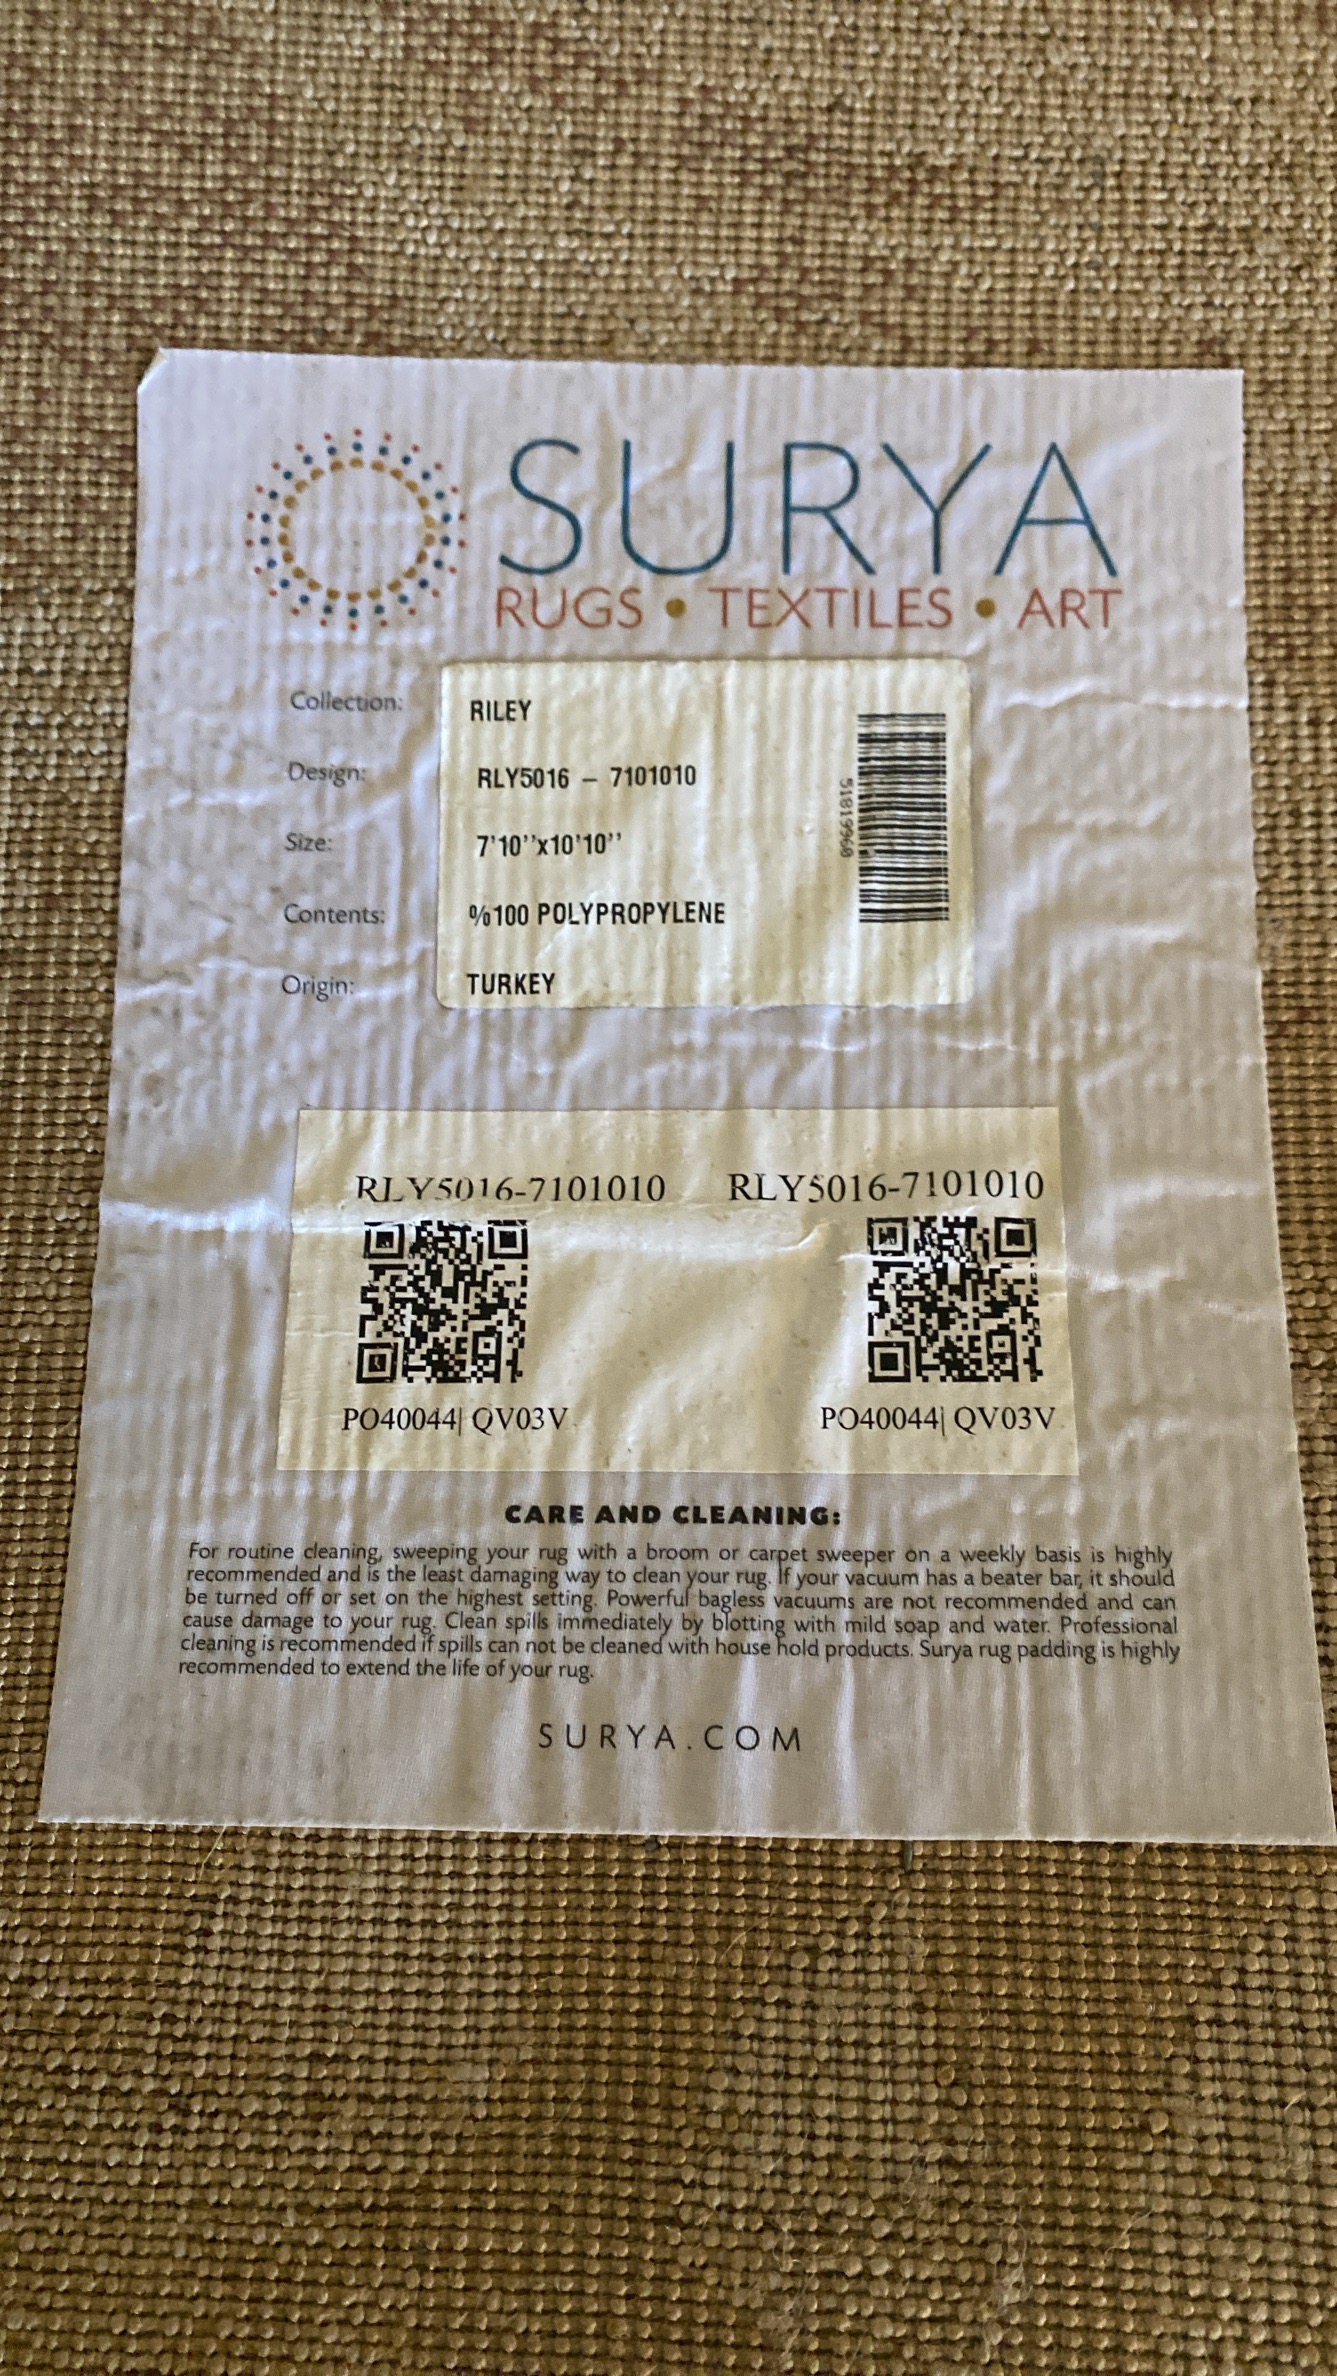 SURYA
RUGS • TEXTILES • ART
Collection: RILEY
Design: RLY5016 – 7101010
Size: 7'10''x10'10''
Contents: %100 POLYPROPYLENE
Origin: TURKEY
51819960
RLY5016-7101010 RLY5016-7101010
PO40044| QV03V PO40044| QV03V
CARE AND CLEANING:
For routine cleaning, sweeping your rug with a broom or carpet sweeper on a weekly basis is highly
recommended and is the least damaging way to clean your rug. If your vacuum has a beater bar, it should
be turned off or set on the highest setting. Powerful bagless vacuums are not recommended and can
cause damage to your rug. Clean spills immediately by blotting with mild soap and water. Professional
cleaning is recommended if spills can not be cleaned with house hold products. Surya rug padding is highly
recommended to extend the life of your rug.
SURYA.COM